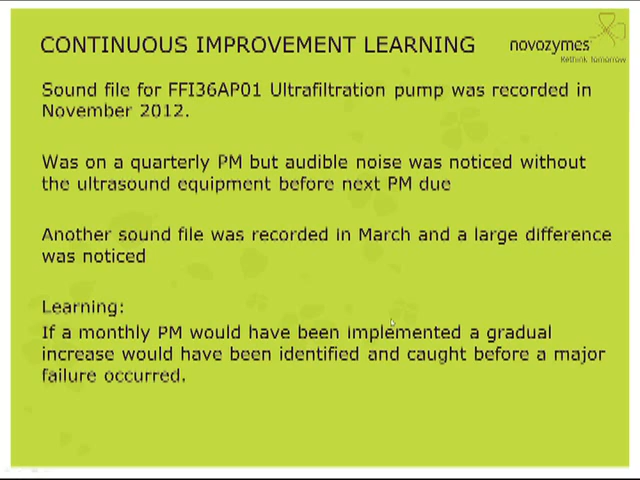 CONTINUOUS IMPROVEMENT LEARNING
novozymes
Rethink Tomorrow
Sound file for FFI36AP01 Ultrafiltration pump was recorded in
November 2012.
Was on a quarterly PM but audible noise was noticed without
the ultrasound equipment before next PM due
Another sound file was recorded in March and a large difference
was noticed
Learning:
If a monthly PM would have been implemented a gradual
increase would have been identified and caught before a major
failure occurred.